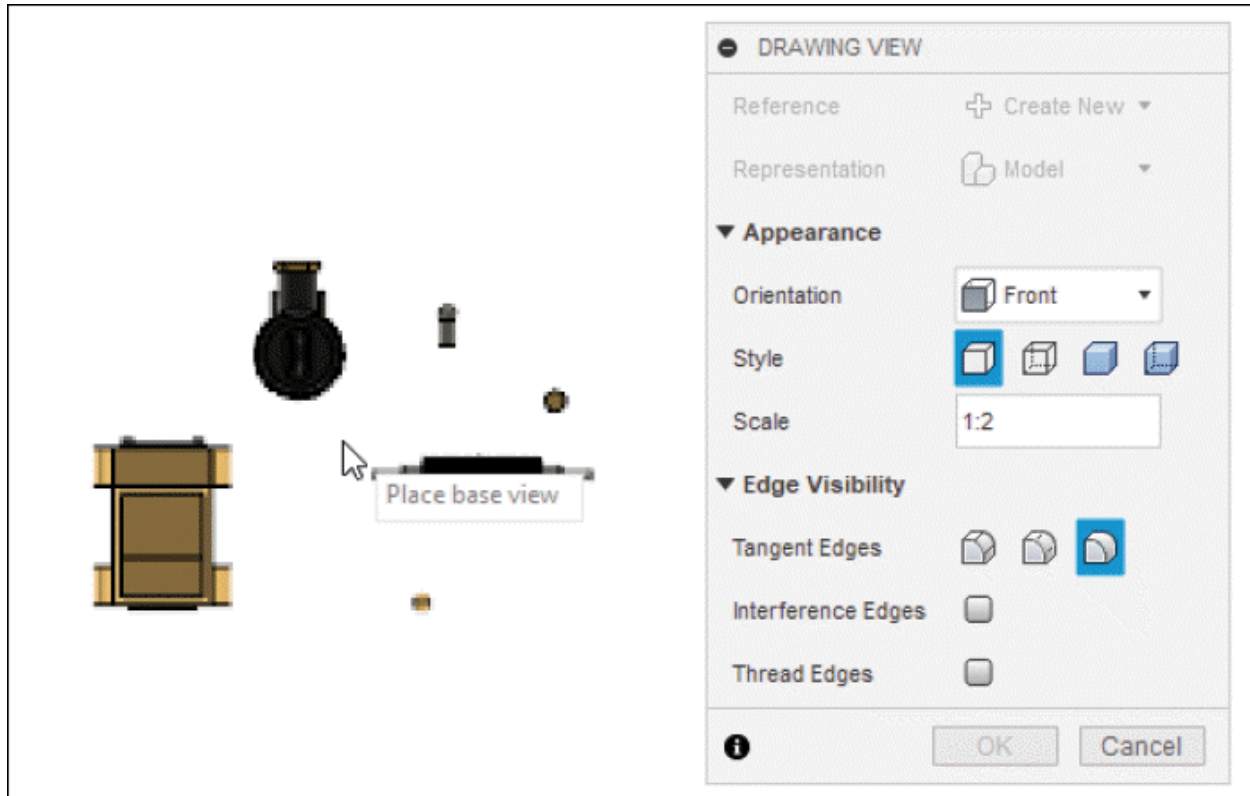 DRAWING VIEW
Reference Create New
Representation Model
Appearance
Orientation Front
Style
Scale 1:2
Place base view
Edge Visibility
Tangent Edges
Interference Edges
Thread Edges
OK Cancel